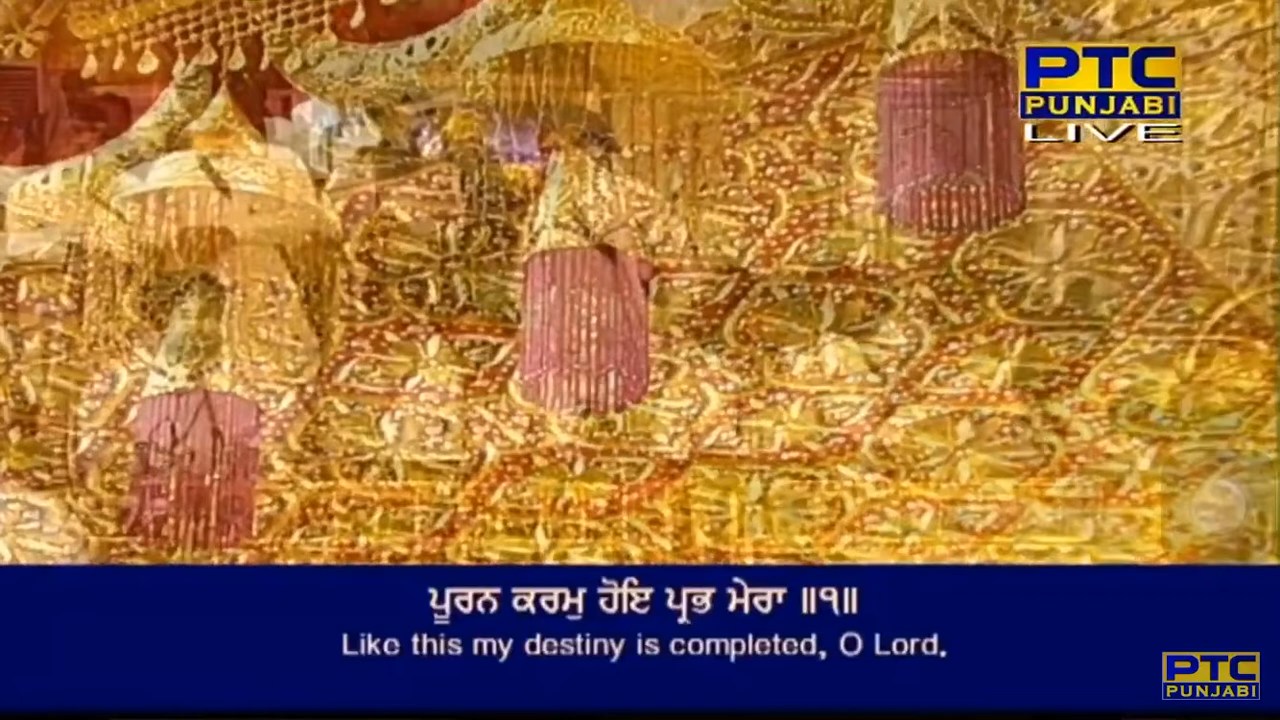 PTC
PUNJABI
LIVE
ਪੂਰਨ ਕਰਮੁ ਹੋਇ ਪ੍ਰਭ ਮੇਰਾ ॥੧॥
Like this my destiny is completed, O Lord.
PTC
PUNJABI